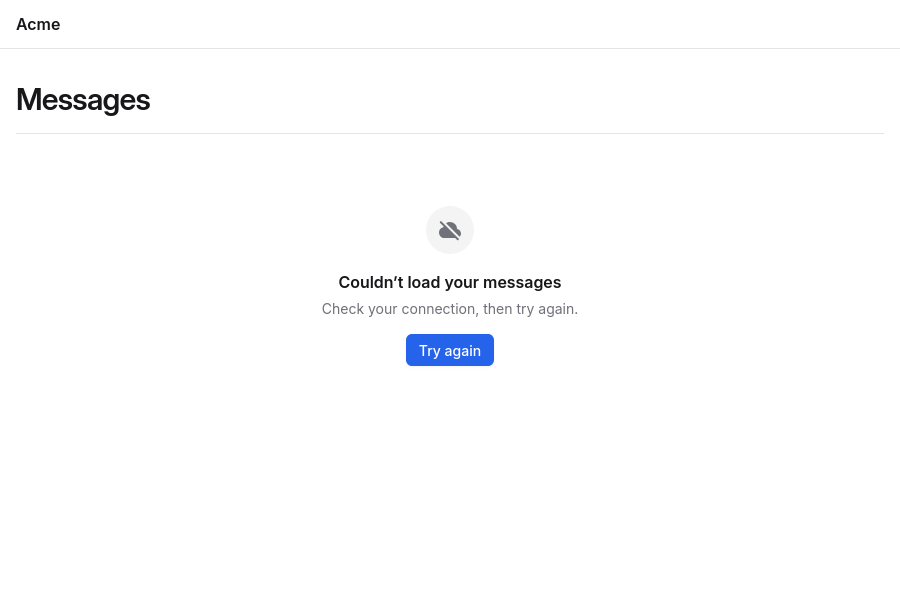 Acme
Messages
Couldn’t load your messages
Check your connection, then try again.
Try again